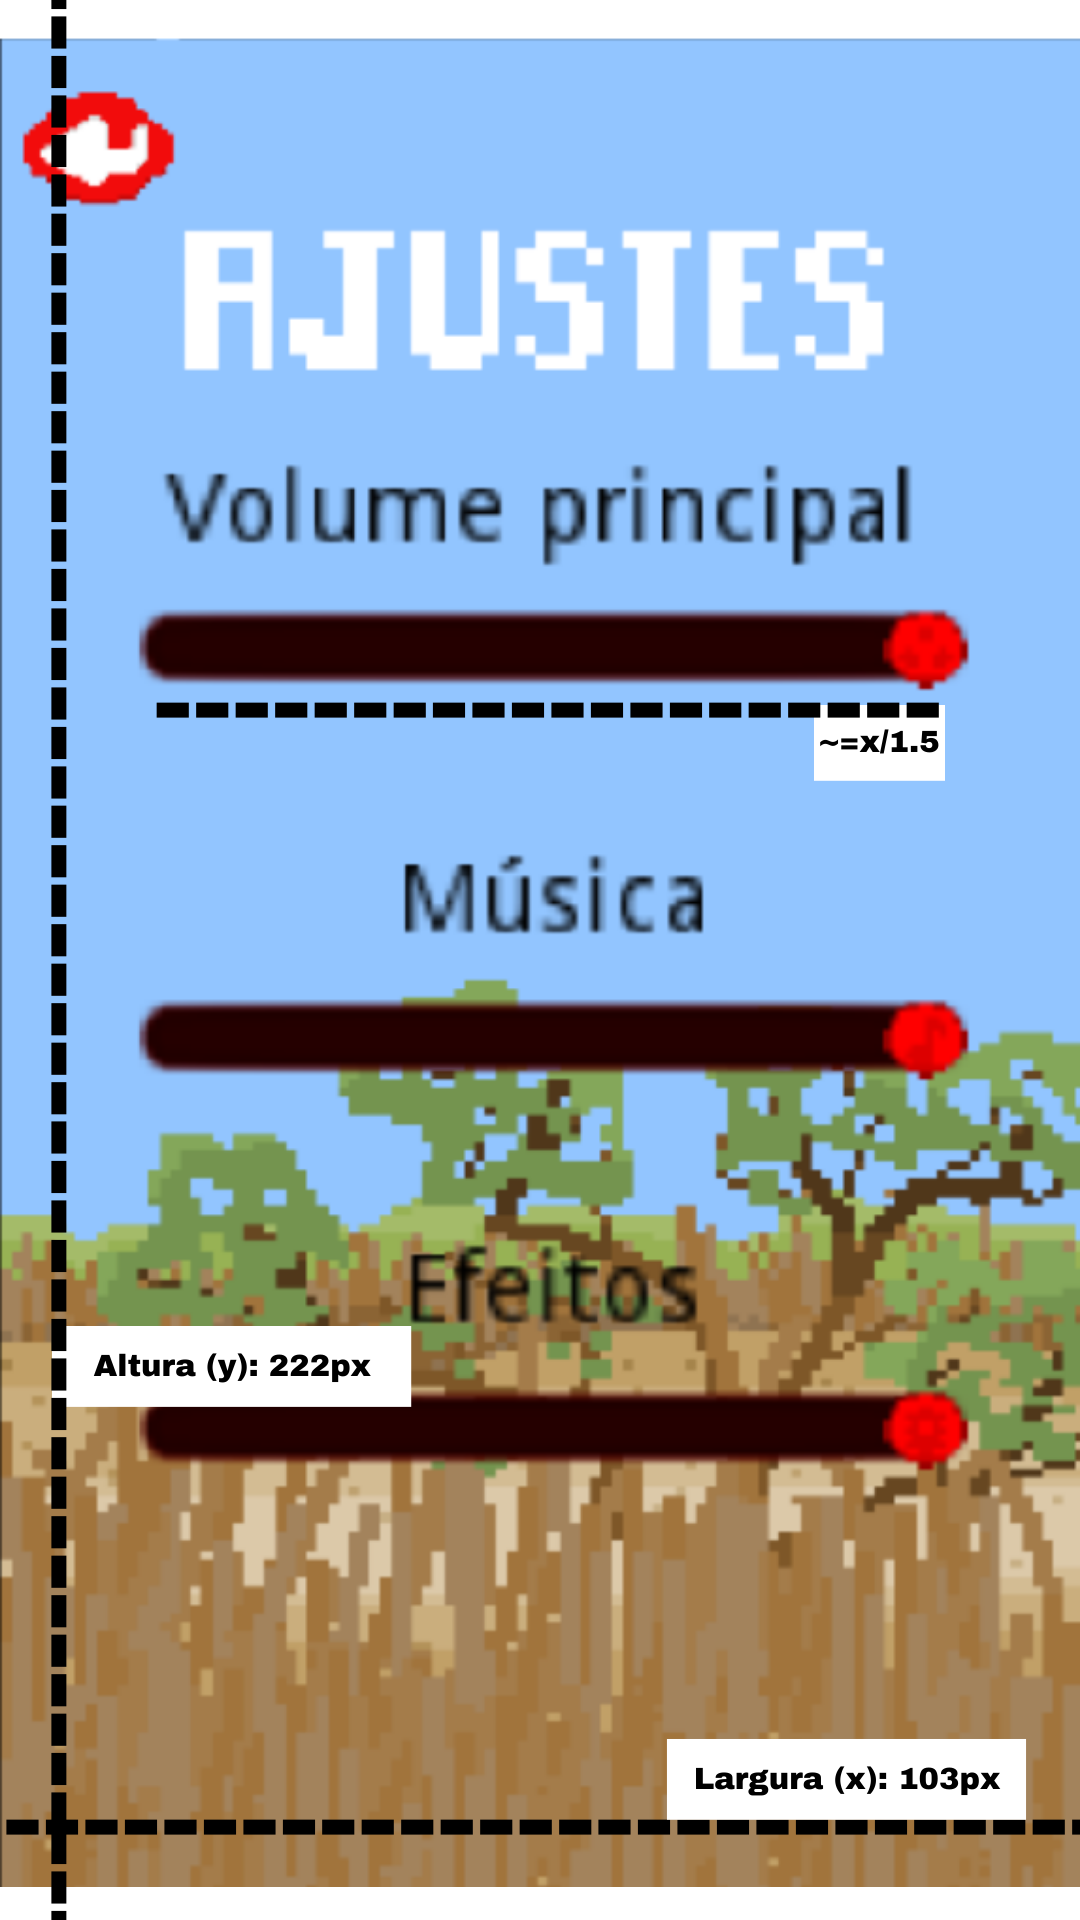 AJUSTES
Volume principal
~=x/1.5
Música
Efeitos
Altura (y): 222px
Largura (x): 103px